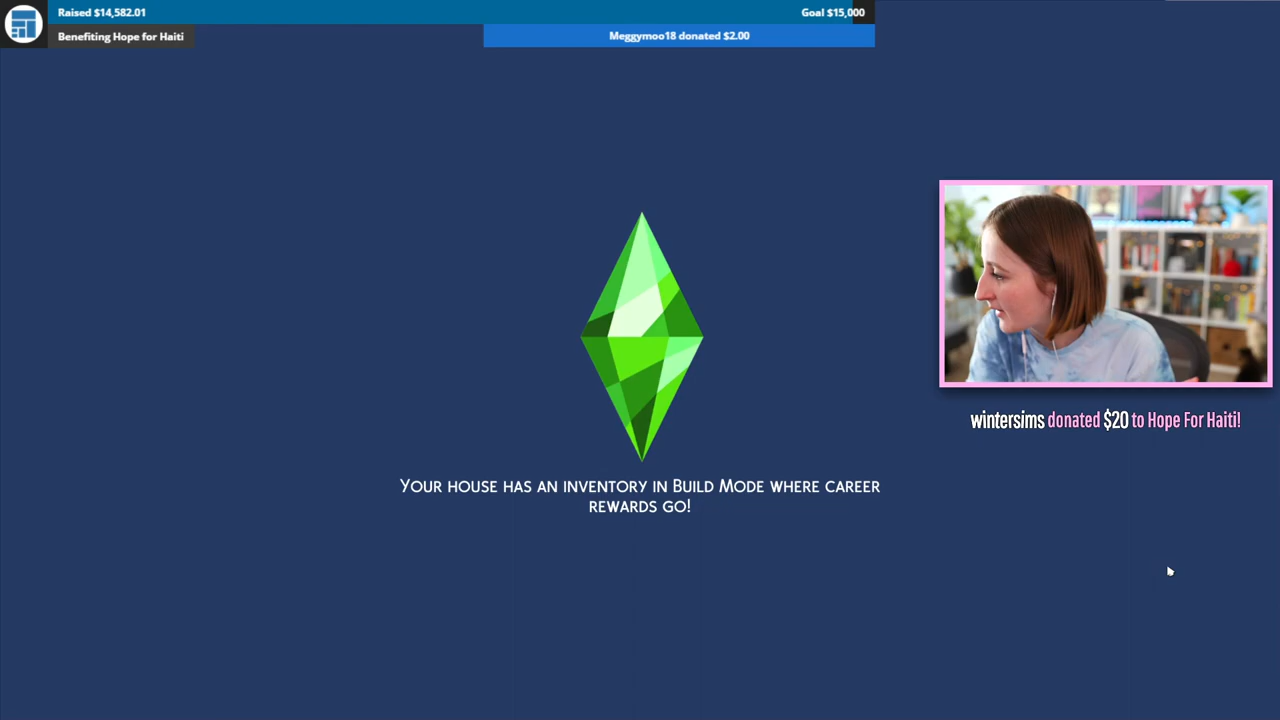 Raised $14,582.01
Goal $15,000
Benefiting Hope for Haiti
Meggymoo18 donated $2.00
wintersims donated $20 to Hope For Haiti!
YOUR HOUSE HAS AN INVENTORY IN BUILD MODE WHERE CAREER
REWARDS GO!